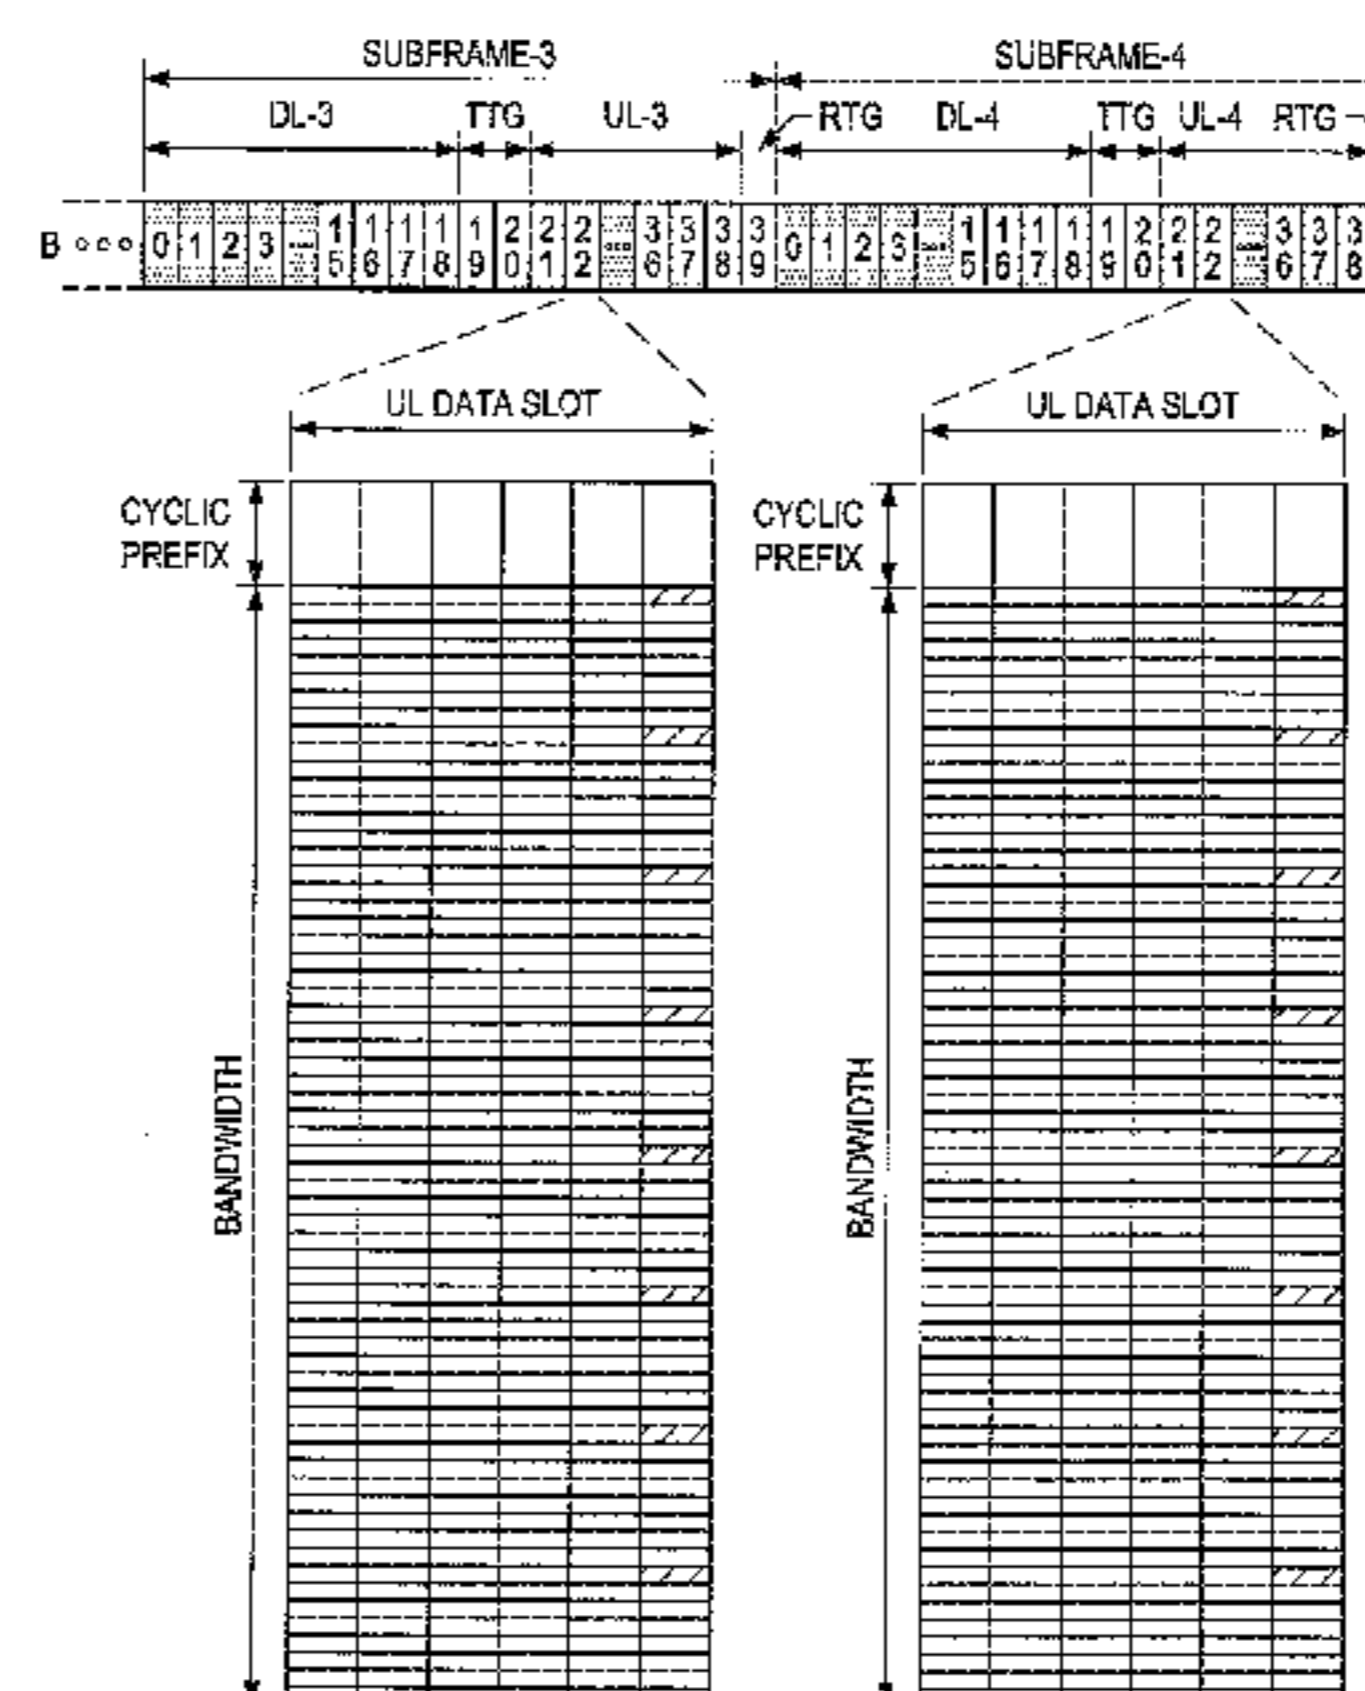 SUBFRAME-3 SUBFRAME-4
DL-3 TTG UL-3 RTG DL-4 TTG UL-4 RTG
B 0 1 2 3 ... 15 16 17 18 19 20 21 22 ... 36 37 38 39 0 1 2 3 ... 15 16 17 18 19 20 21 22 ... 36 37 38
UL DATA SLOT UL DATA SLOT
CYCLIC PREFIX CYCLIC PREFIX
BANDWIDTH BANDWIDTH